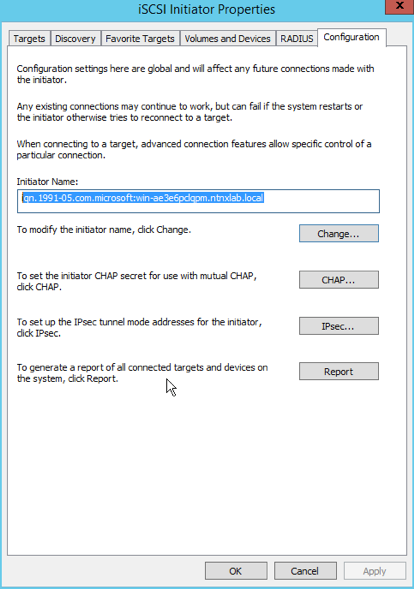 iSCSI Initiator Properties
x
Targets Discovery Favorite Targets Volumes and Devices RADIUS Configuration
Configuration settings here are global and will affect any future connections made with
the initiator.
Any existing connections may continue to work, but can fail if the system restarts or
the initiator otherwise tries to reconnect to a target.
When connecting to a target, advanced connection features allow specific control of a
particular connection.
Initiator Name:
iqn.1991-05.com.microsoft:win-ae3e6pdqpm.ntnxlab.local
To modify the initiator name, click Change.
Change...
To set the initiator CHAP secret for use with mutual CHAP,
click CHAP.
CHAP...
To set up the IPsec tunnel mode addresses for the initiator,
click IPsec.
IPsec...
To generate a report of all connected targets and devices on
the system, click Report.
Report
OK Cancel Apply